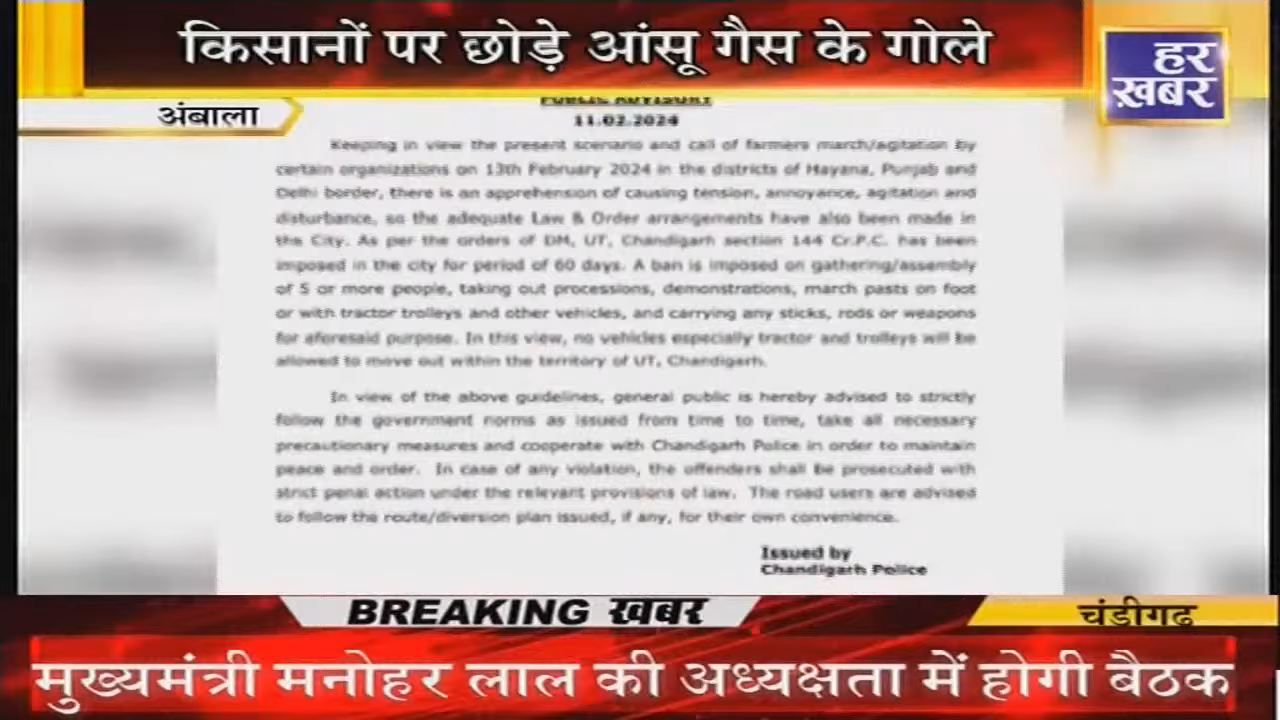 किसानों पर छोड़े आंसू गैस के गोले
हर
ख़बर
अंबाला
PUBLIC ADVISORY
11.02.2024
Keeping in view the present scenario and call of farmers march/agitation by
certain organizations on 13th February 2024 in the districts of Hayana, Punjab and
Delhi border, there is an apprehension of causing tension, annoyance, agitation and
disturbance, so the adequate Law & Order arrangements have also been made in
the City. As per the orders of DM, UT, Chandigarh section 144 Cr.P.C. has been
imposed in the city for period of 60 days. A ban is imposed on gathering/assembly
of 5 or more people, taking out processions, demonstrations, march pasts on foot
or with tractor trolleys and other vehicles, and carrying any sticks, rods or weapons
for aforesaid purpose. In this view, no vehicles especially tractor and trolleys will be
allowed to move out within the territory of UT, Chandigarh.
In view of the above guidelines, general public is hereby advised to strictly
follow the government norms as issued from time to time, take all necessary
precautionary measures and cooperate with Chandigarh Police in order to maintain
peace and order. In case of any violation, the offenders shall be prosecuted with
strict penal action under the relevant provisions of law. The road users are advised
to follow the route/diversion plan issued, if any, for their own convenience.
Issued by
Chandigarh Police
BREAKING खबर
चंडीगढ़
मुख्यमंत्री मनोहर लाल की अध्यक्षता में होगी बैठक